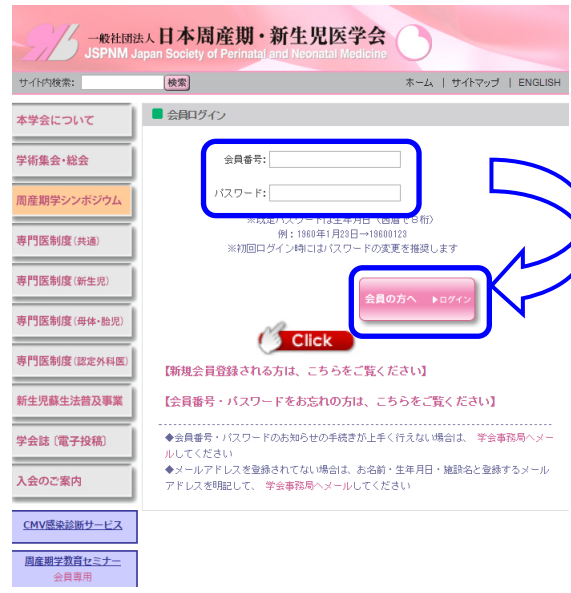 一般社団法人 日本周産期・新生児医学会
JSPNM Japan Society of Perinatal and Neonatal Medicine
サイト内検索:
検索
ホーム | サイトマップ | ENGLISH
本学会について
学術集会・総会
周産期学シンポジウム
専門医制度(共通)
専門医制度(新生児)
専門医制度(母体・胎児)
専門医制度(認定外科医)
新生児蘇生法普及事業
学会誌〔電子投稿〕
入会のご案内
CMV感染診断サービス
周産期学教育セミナー
会員専用
会員ログイン
会員番号:
パスワード:
※既定パスワードは生年月日(西暦で8桁)
例:1960年1月23日→19600123
※初回ログイン時にはパスワードの変更を推奨します
会員の方へ ▶ログイン
Click
【新規会員登録される方は、こちらをご覧ください】
【会員番号・パスワードをお忘れの方は、こちらをご覧ください】
◆会員番号・パスワードのお知らせの手続きが上手く行えない場合は、 学会事務局へメー
ルしてください
◆メールアドレスを登録されてない場合は、お名前・生年月日・施設名と登録するメール
アドレスを明記して、 学会事務局へメールしてください